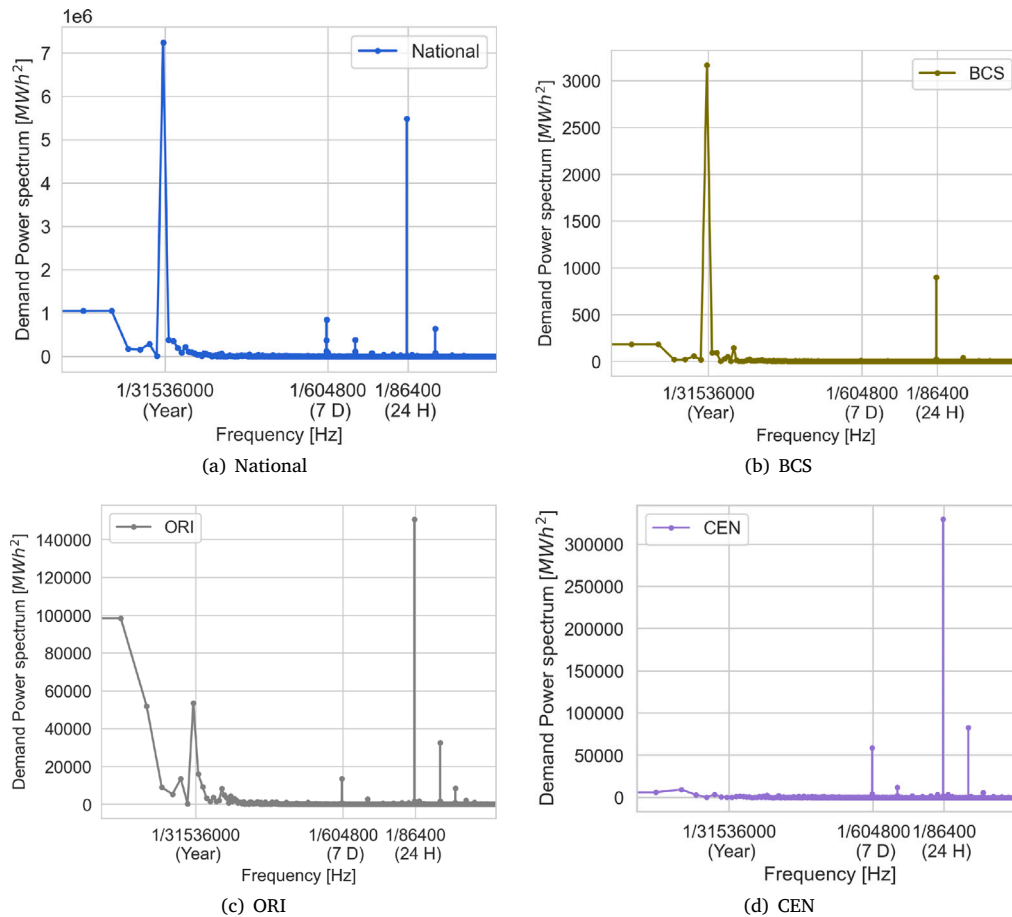 1e6
National
Demand Power spectrum [MWh²]
7
6
5
4
3
2
1
0
1/31536000 1/604800 1/86400
(Year) (7 D) (24 H)
Frequency [Hz]
(a) National
BCS
Demand Power spectrum [MWh²]
3000
2500
2000
1500
1000
500
0
1/31536000 1/604800 1/86400
(Year) (7 D) (24 H)
Frequency [Hz]
(b) BCS
ORI
Demand Power spectrum [MWh²]
140000
120000
100000
80000
60000
40000
20000
0
1/31536000 1/604800 1/86400
(Year) (7 D) (24 H)
Frequency [Hz]
(c) ORI
CEN
Demand Power spectrum [MWh²]
300000
250000
200000
150000
100000
50000
0
1/31536000 1/604800 1/86400
(Year) (7 D) (24 H)
Frequency [Hz]
(d) CEN